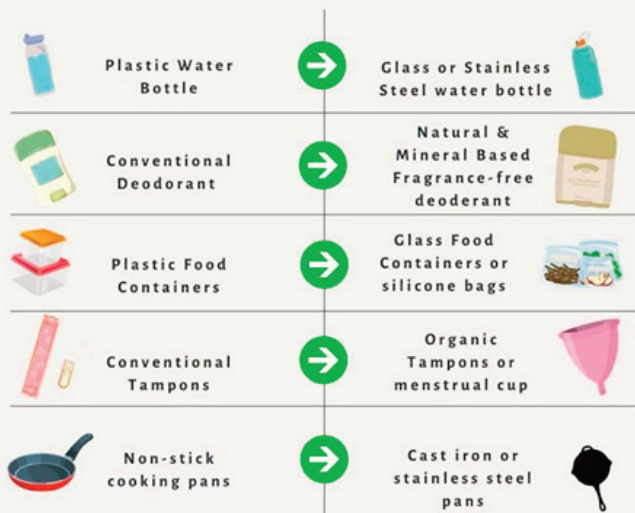 Plastic Water
Bottle
Glass or Stainless
Steel water bottle
Conventional
Deodorant
Natural &
Mineral Based
Fragrance-free
deoderant
Plastic Food
Containers
Glass Food
Containers or
silicone bags
Conventional
Tampons
Organic
Tampons or
menstrual cup
Non-stick
cooking pans
Cast iron or
stainless steel
pans